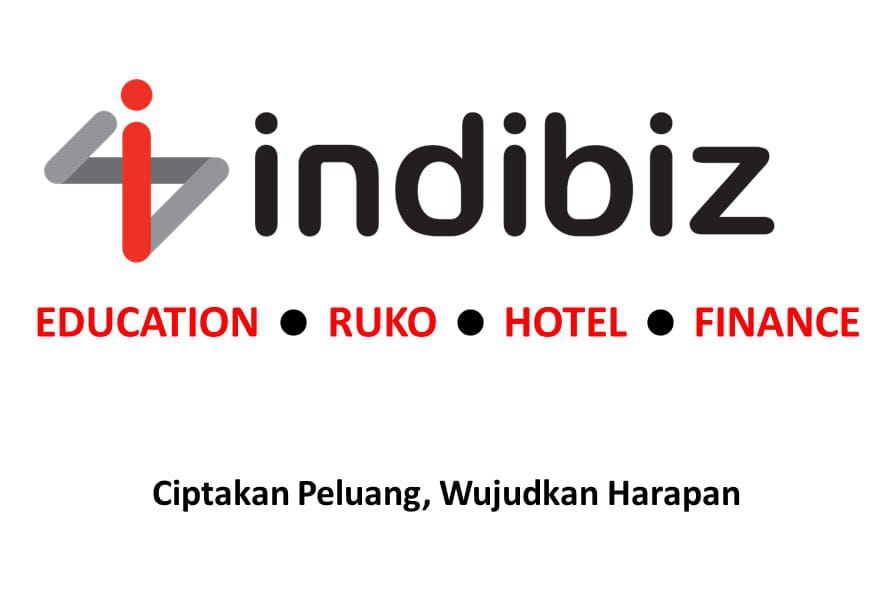 indibiz
EDUCATION ● RUKO ● HOTEL ● FINANCE
Ciptakan Peluang, Wujudkan Harapan